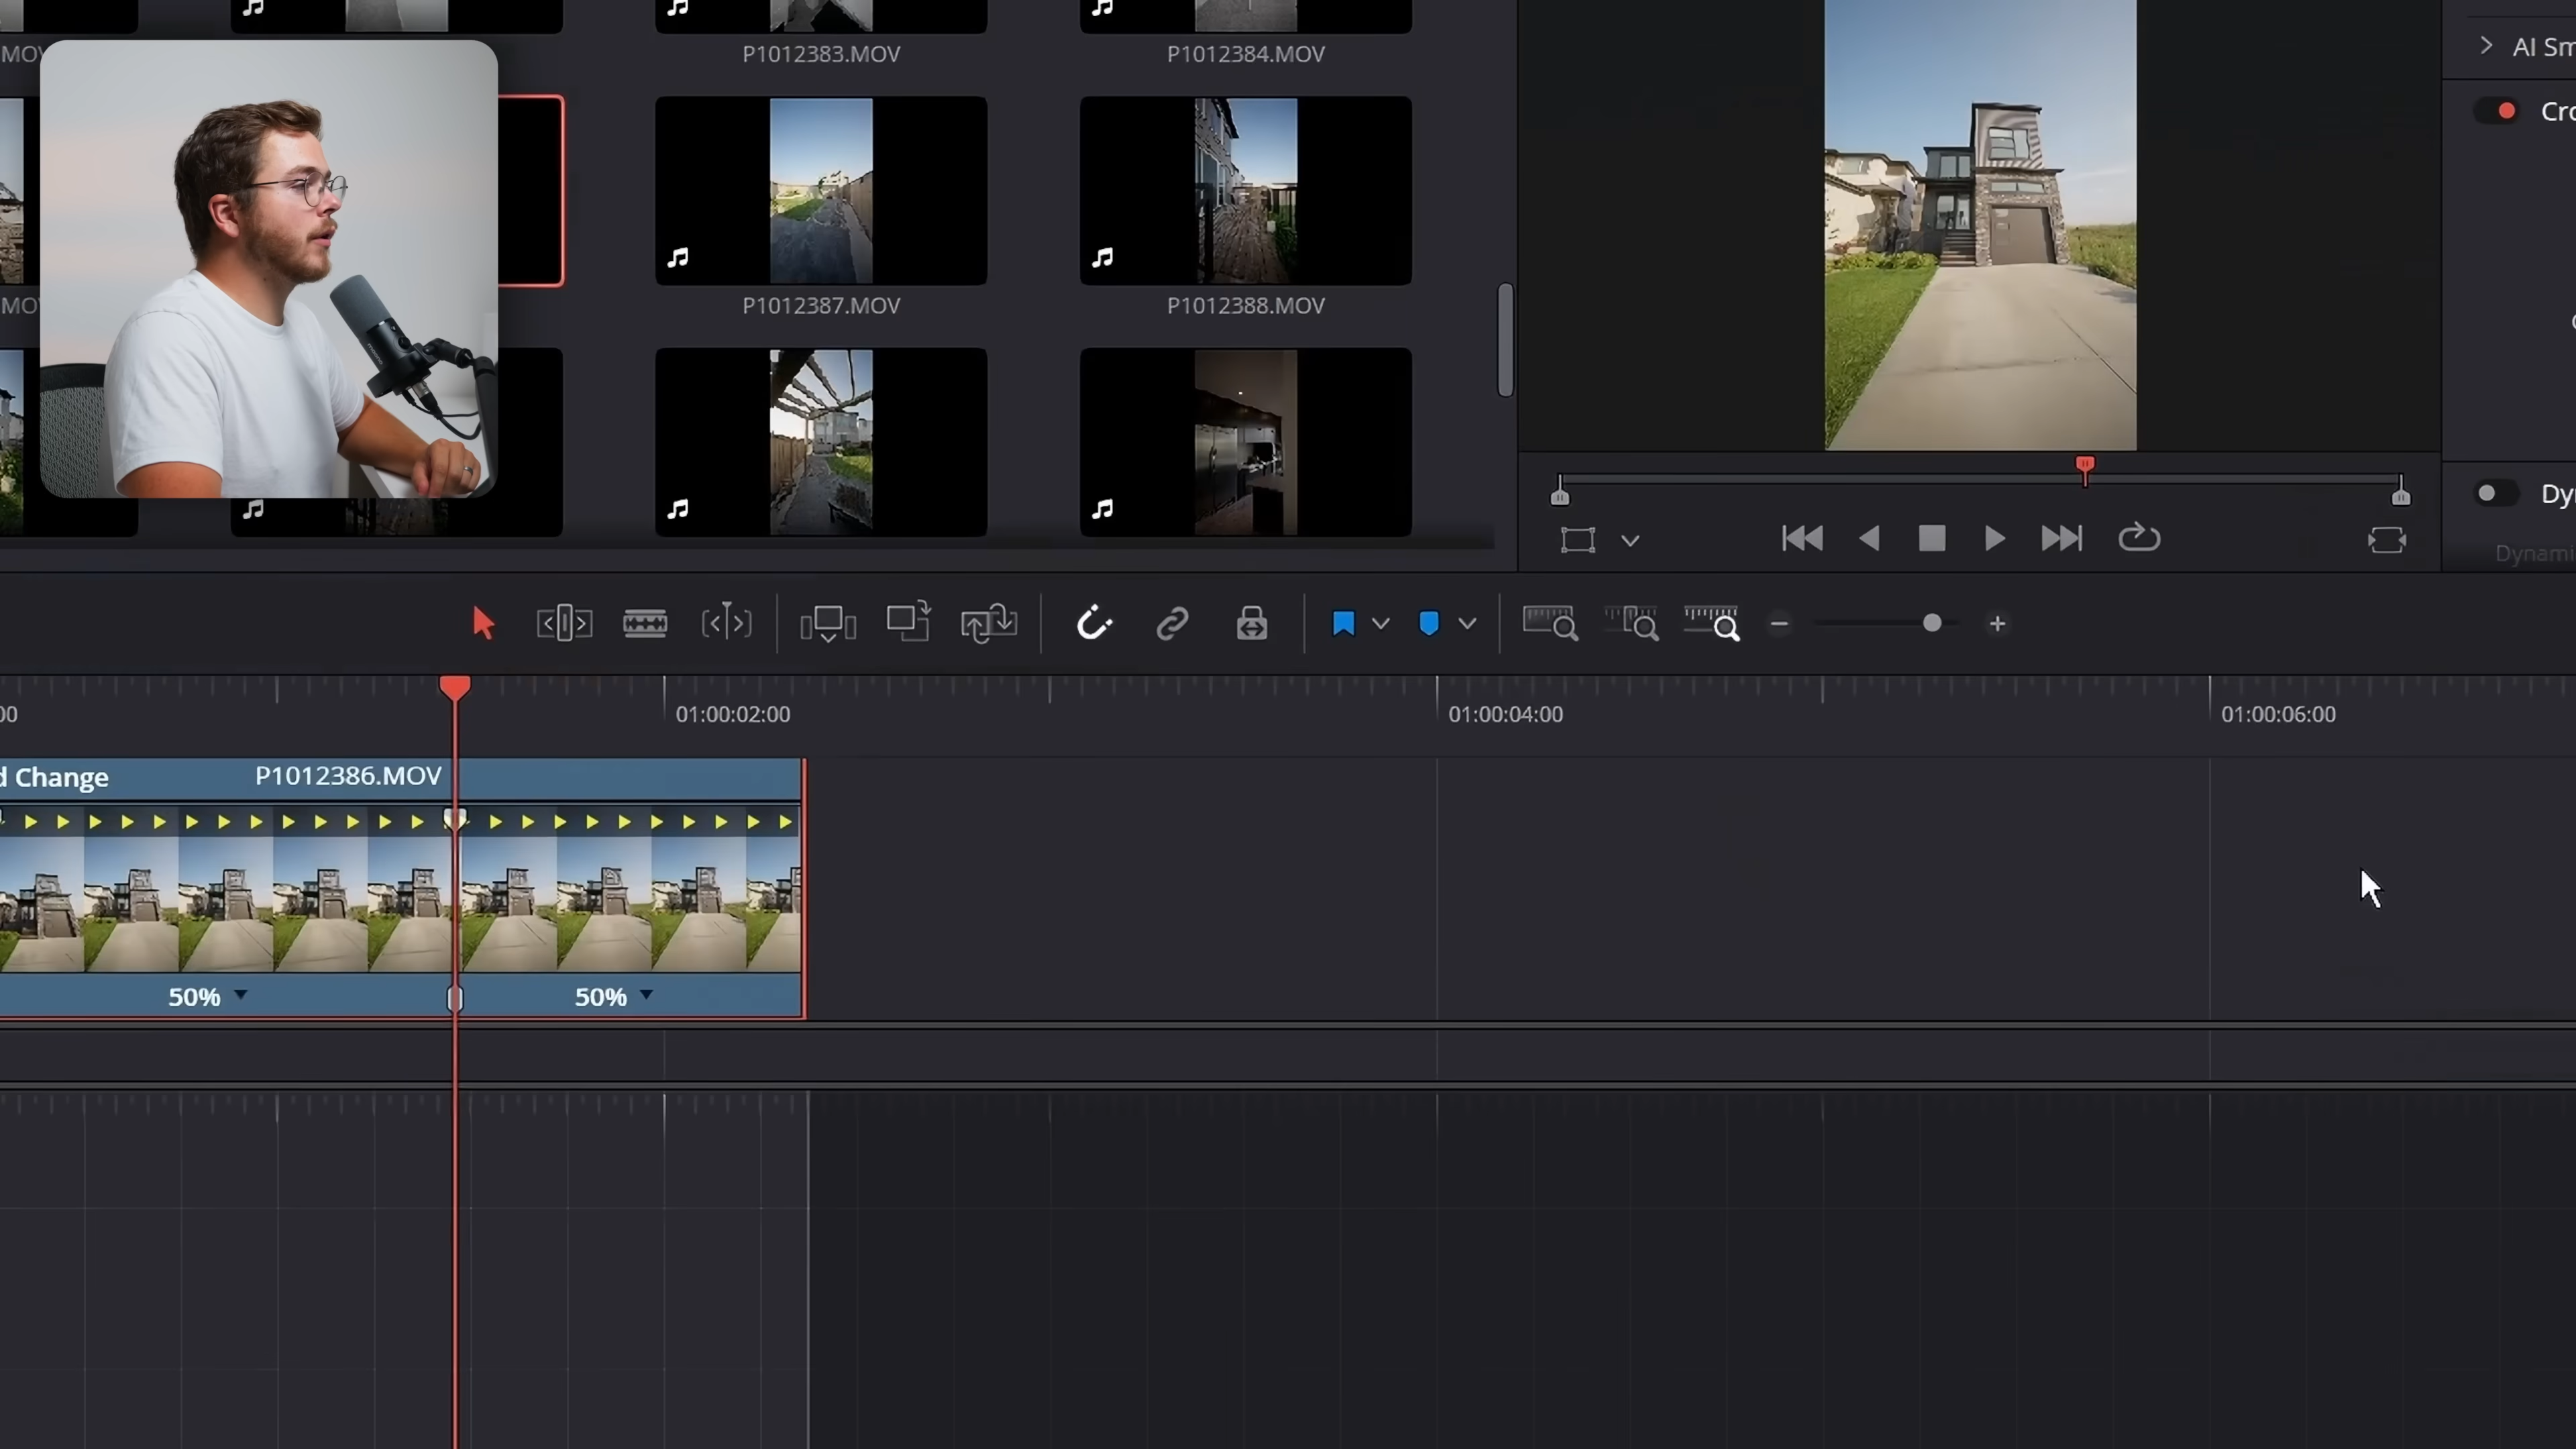 P1012383.MOV
P1012384.MOV
AI Sm
Cro
P1012387.MOV
P1012388.MOV
Dy
Dynami
01:00:02:00
01:00:04:00
01:00:06:00
d Change
P1012386.MOV
50%
50%